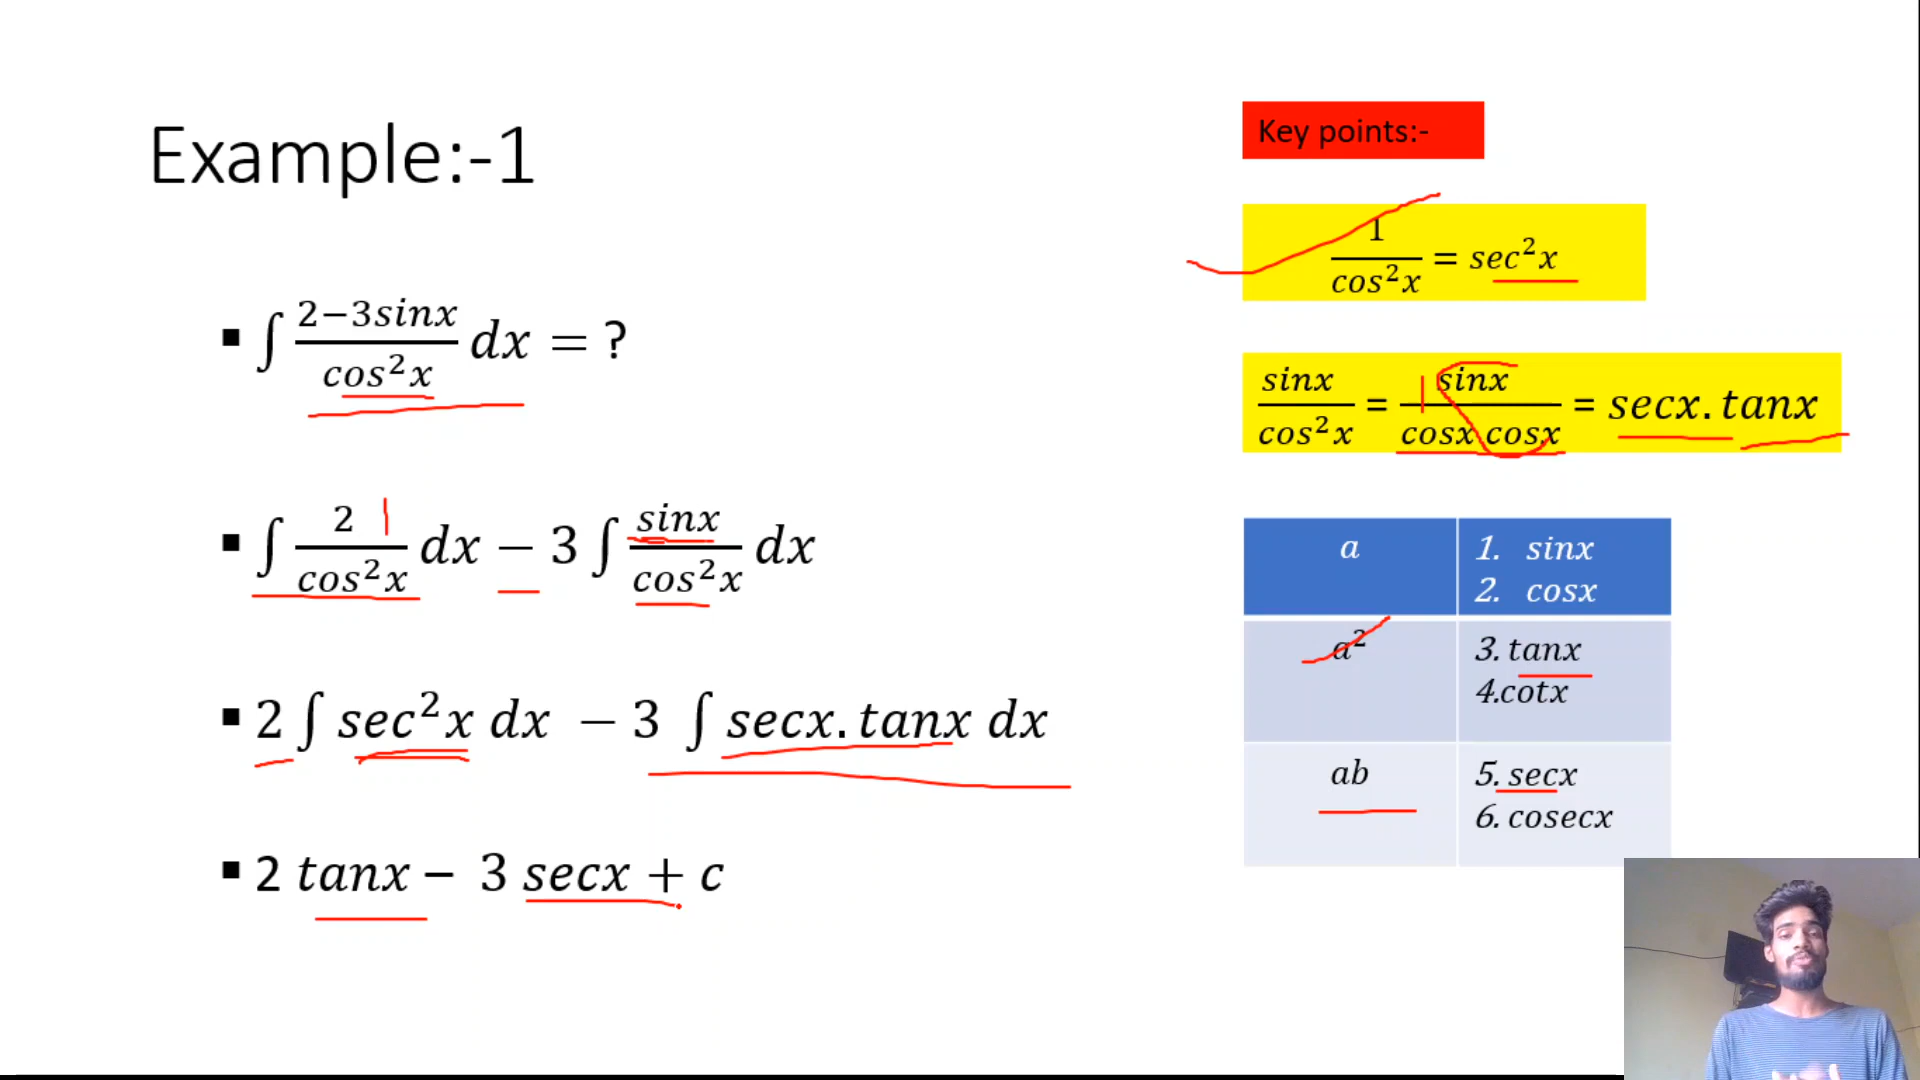 Example:-1
∫ (2−3sinx)/(cos²x) dx = ?
∫ 2/(cos²x) dx − 3 ∫ sinx/(cos²x) dx
2 ∫ sec²x dx − 3 ∫ secx.tanx dx
2 tanx − 3 secx + c
Key points:-
1/(cos²x) = sec²x
sinx/(cos²x) = sinx/(cosx cosx) = secx.tanx
a
1. sinx
2. cosx
a²
3. tanx
4.cotx
ab
5. secx
6. cosecx